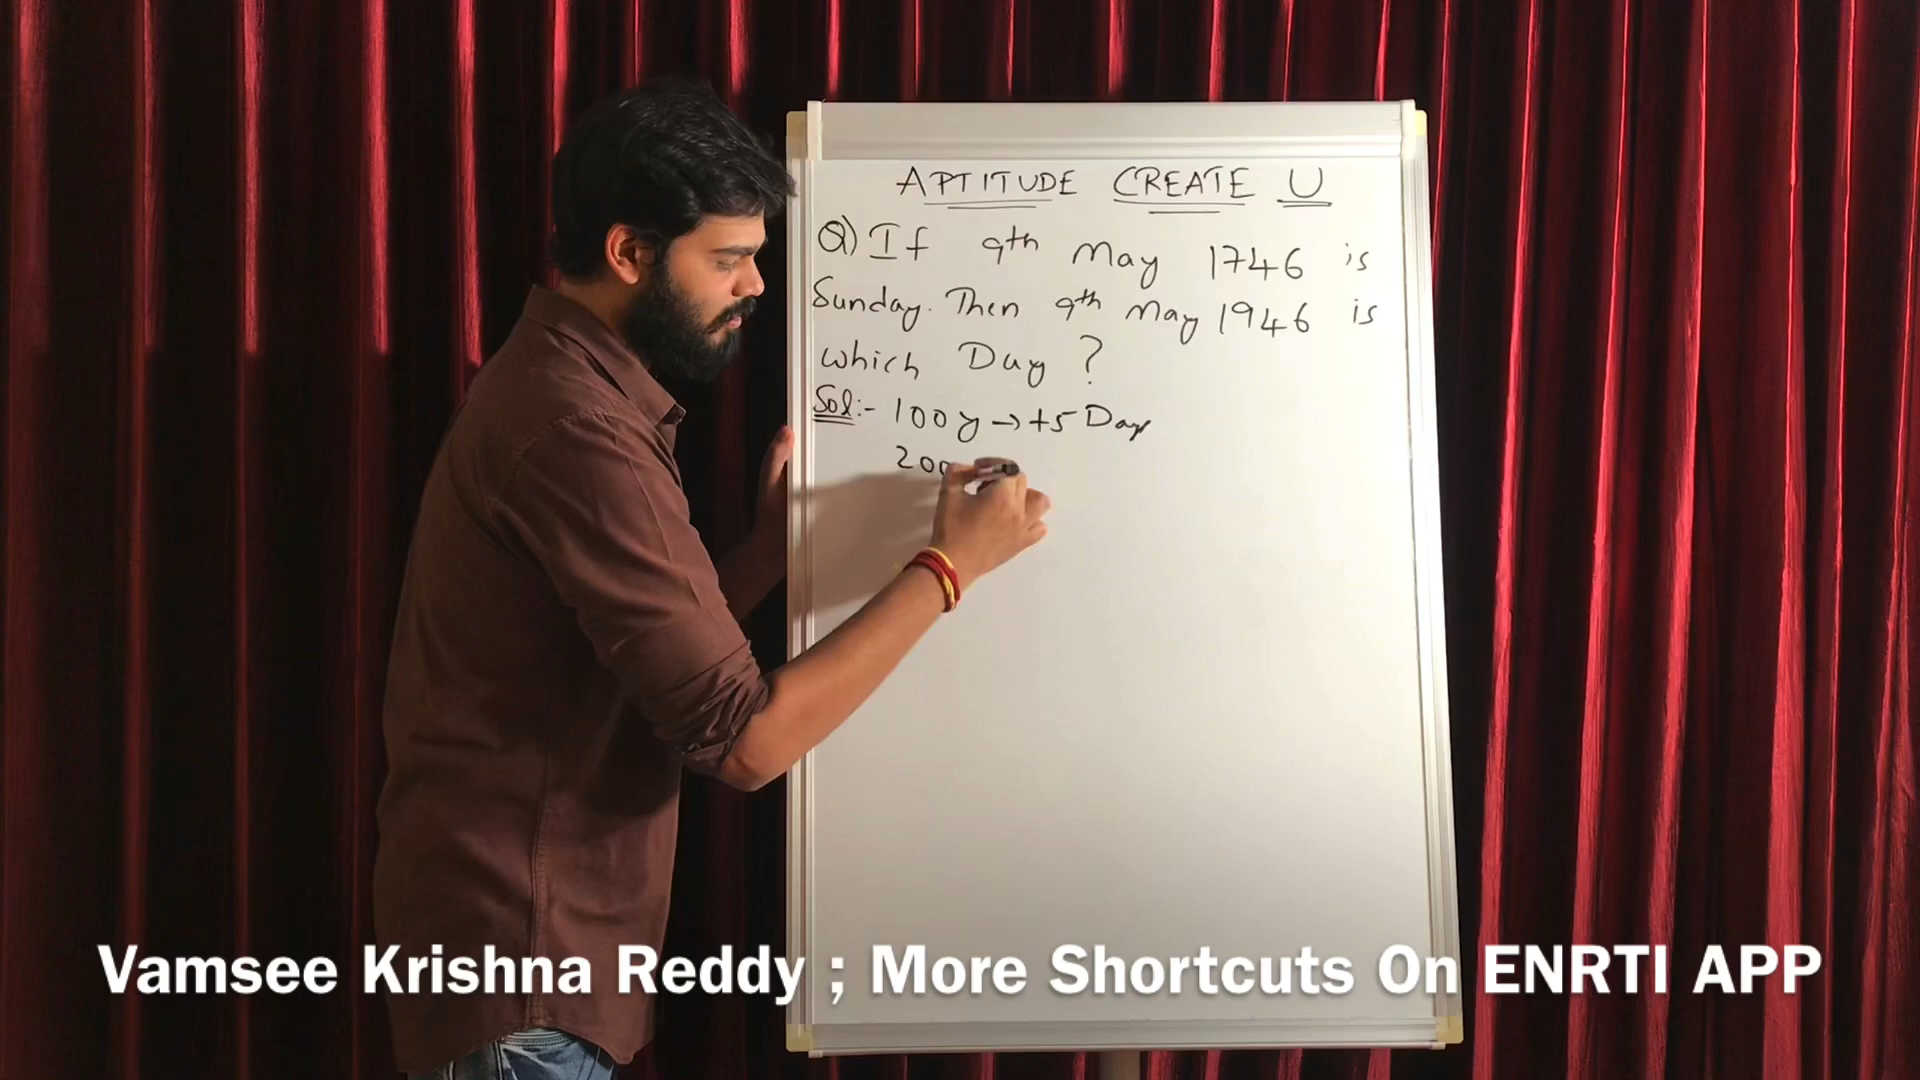 APTITUDE CREATE U
Q) If 9th May 1746 is
Sunday. Then 9th May 1946 is
which Day ?
Sol:- 100y → +5 Day
200
Vamsee Krishna Reddy ; More Shortcuts On ENRTI APP